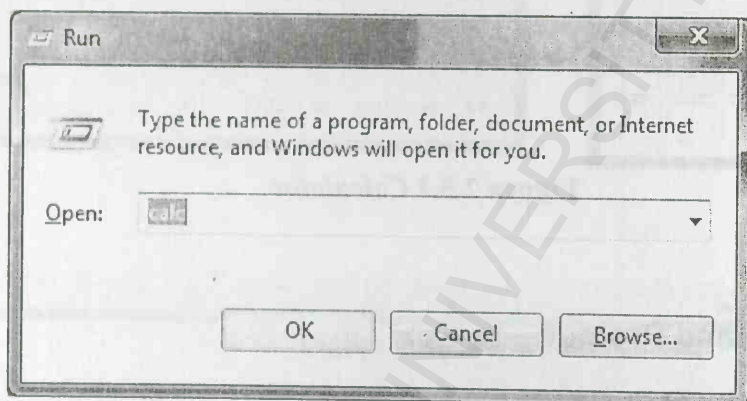 Run
Type the name of a program, folder, document, or Internet
resource, and Windows will open it for you.
Open: calc
OK Cancel Browse...